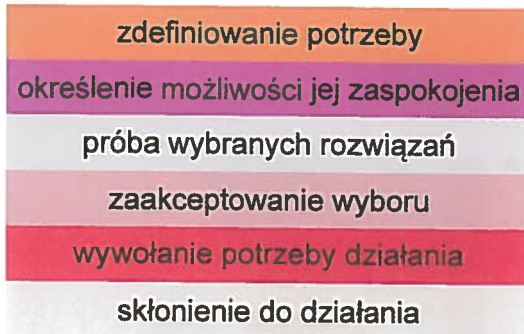 zdefiniowanie potrzeby
określenie możliwości jej zaspokojenia
próba wybranych rozwiązań
zaakceptowanie wyboru
wywołanie potrzeby działania
skłonienie do działania